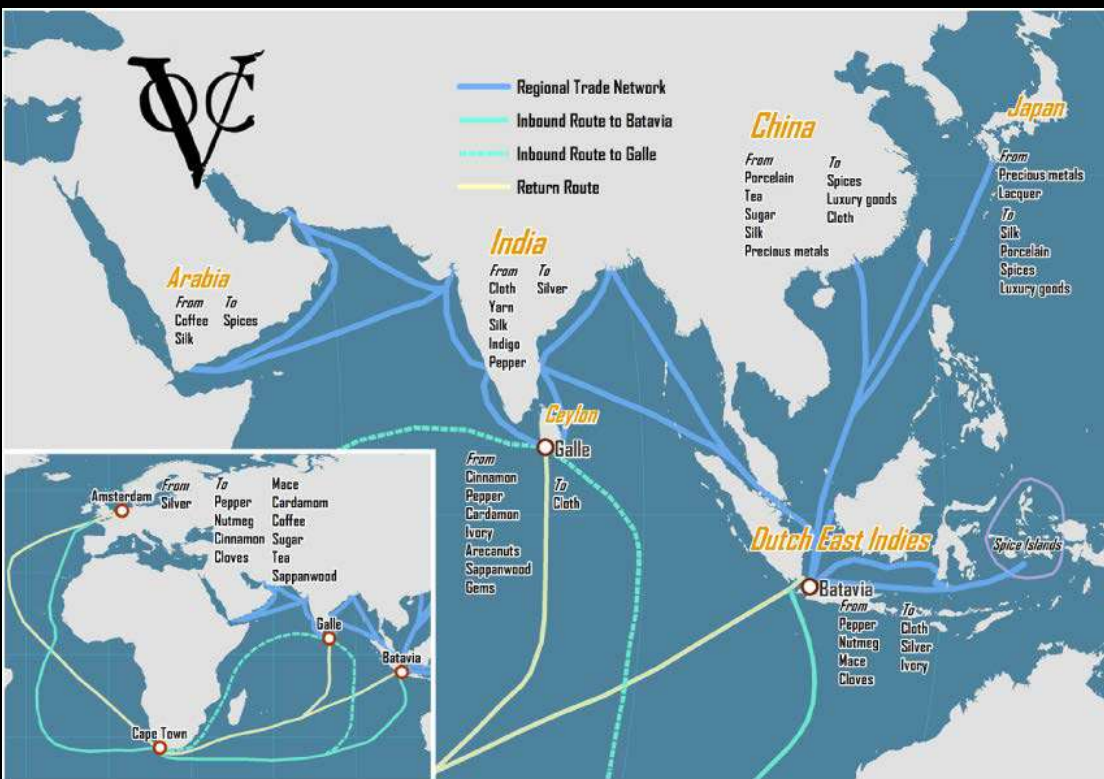 VOC
Regional Trade Network
Inbound Route to Batavia
Inbound Route to Galle
Return Route
Japan
From
Precious metals
Lacquer
To
Silk
Porcelain
Spices
Luxury goods
China
From
Porcelain
Tea
Sugar
Silk
Precious metals
To
Spices
Luxury goods
Cloth
India
From
Cloth
Yarn
Silk
Indigo
Pepper
To
Silver
Arabia
From
Coffee
Silk
To
Spices
Ceylon
Galle
From
Cinnamon
Pepper
Cardamon
Ivory
Arecanuts
Sappanwood
Gems
To
Cloth
Dutch East Indies
Spice Islands
Batavia
From
Pepper
Nutmeg
Mace
Cloves
To
Cloth
Silver
Ivory
Amsterdam
From
Silver
To
Pepper
Nutmeg
Cinnamon
Cloves
Mace
Cardamom
Coffee
Sugar
Tea
Sappanwood
Galle
Batavia
Cape Town